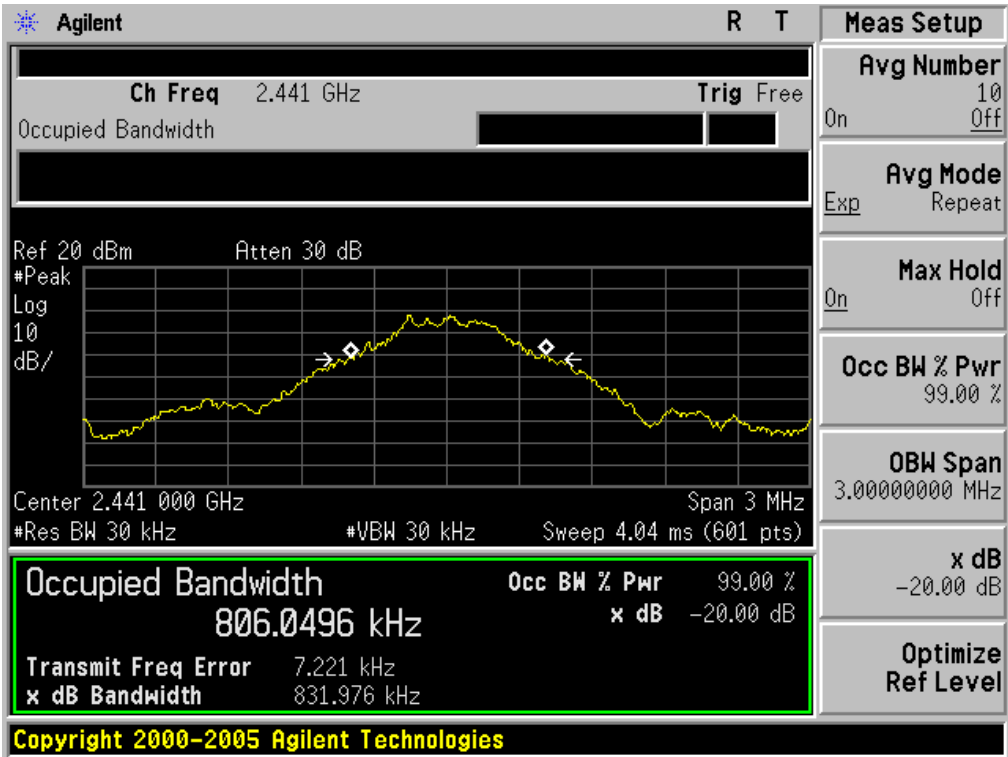 Agilent R T
Ch Freq 2.441 GHz Trig Free
Occupied Bandwidth
Ref 20 dBm Atten 30 dB
#Peak
Log
10
dB/
Center 2.441 000 GHz Span 3 MHz
#Res BW 30 kHz #VBW 30 kHz Sweep 4.04 ms (601 pts)
Occupied Bandwidth Occ BW % Pwr 99.00 %
806.0496 kHz x dB -20.00 dB
Transmit Freq Error 7.221 kHz
x dB Bandwidth 831.976 kHz
Copyright 2000-2005 Agilent Technologies
Meas Setup
Avg Number
10
On Off
Avg Mode
Exp Repeat
Max Hold
On Off
Occ BW % Pwr
99.00 %
OBW Span
3.00000000 MHz
x dB
-20.00 dB
Optimize
Ref Level